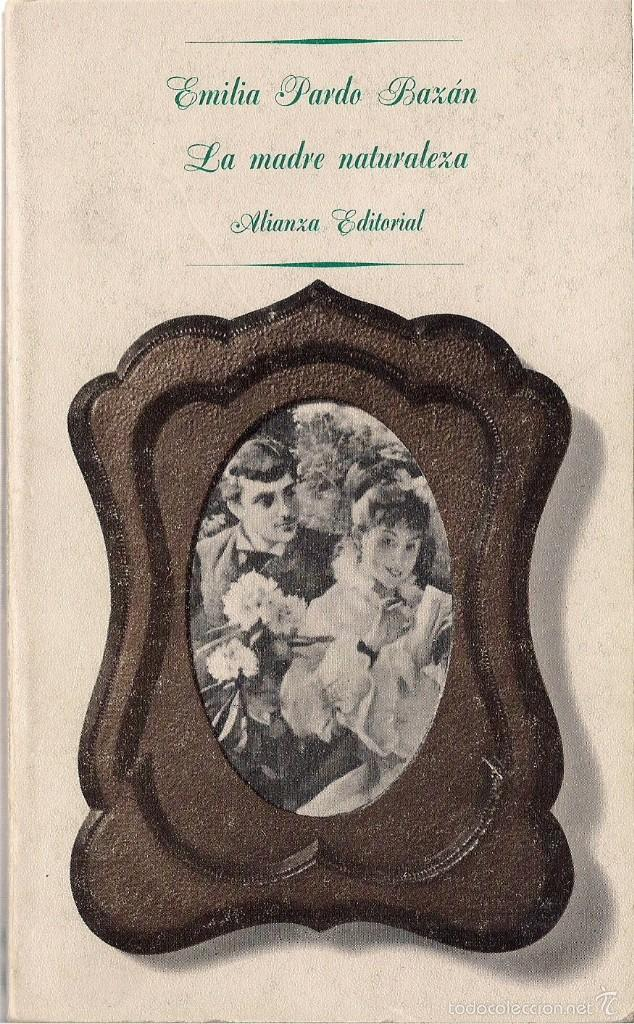 Emilia Pardo Bazán
La madre naturaleza
Alianza Editorial
todocoleccion.net